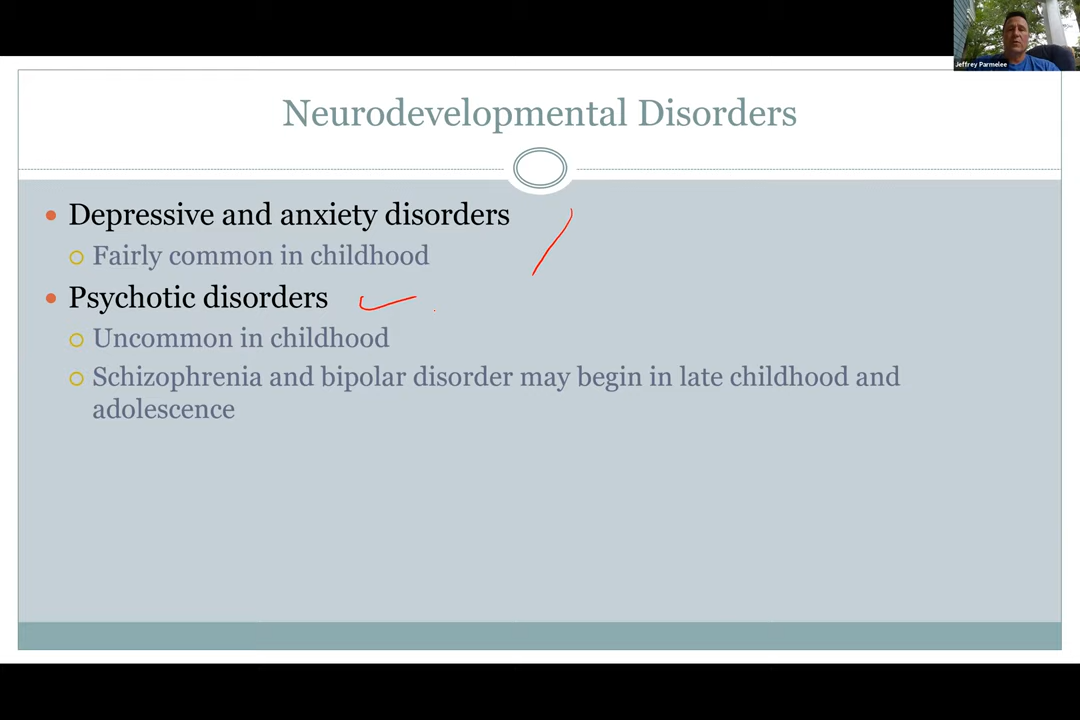 Jeffrey Parmelee
Neurodevelopmental Disorders
Depressive and anxiety disorders
Fairly common in childhood
Psychotic disorders
Uncommon in childhood
Schizophrenia and bipolar disorder may begin in late childhood and
adolescence